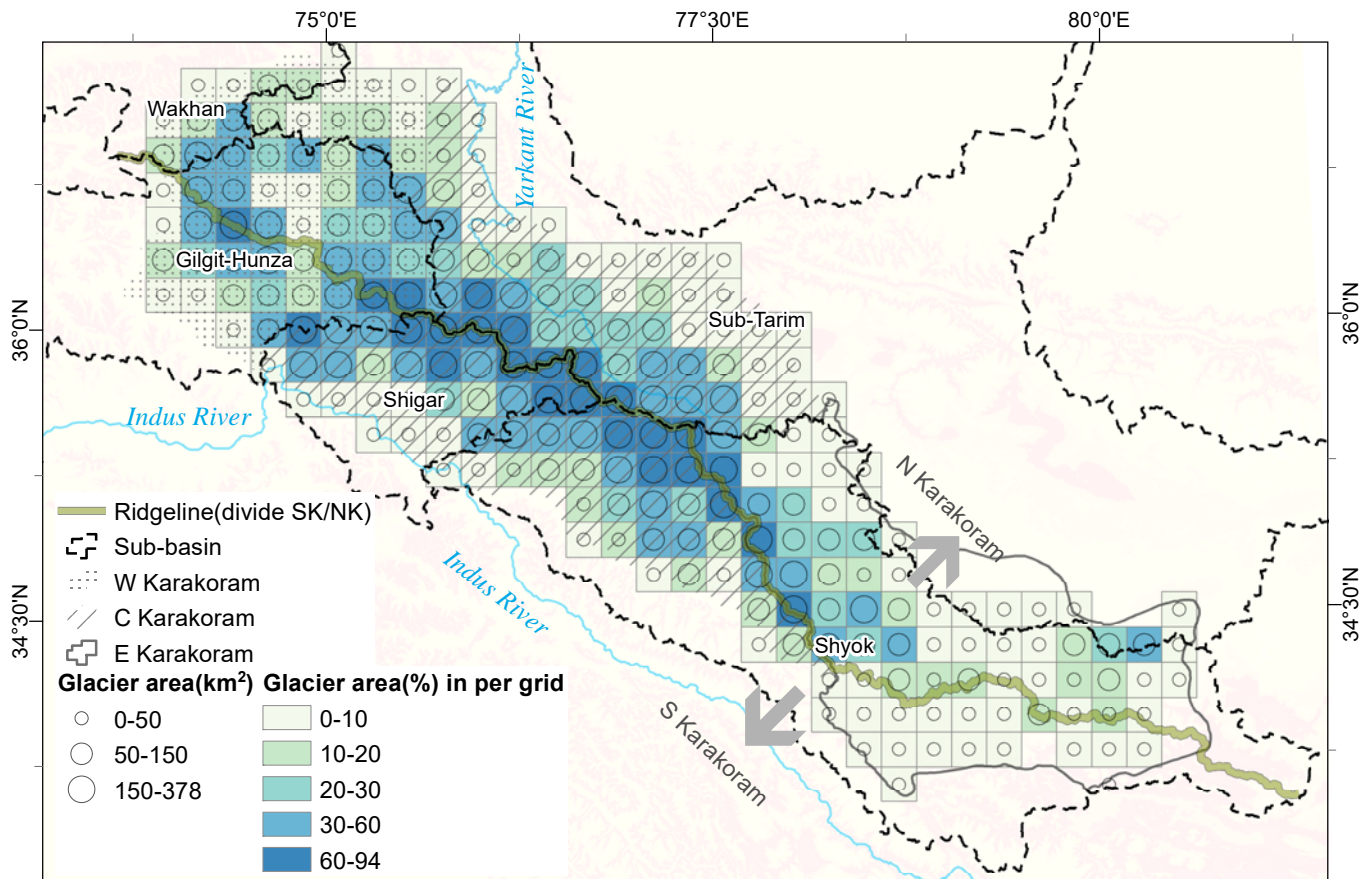 75°0'E
77°30'E
80°0'E
Wakhan
Yarkant River
Gilgit-Hunza
36°0'N
36°0'N
Sub-Tarim
Shigar
Indus River
N Karakoram
Ridgeline(divide SK/NK)
Sub-basin
W Karakoram
C Karakoram
E Karakoram
Indus River
34°30'N
34°30'N
Shyok
S Karakoram
Glacier area(km²)
0-50
50-150
150-378
Glacier area(%) in per grid
0-10
10-20
20-30
30-60
60-94